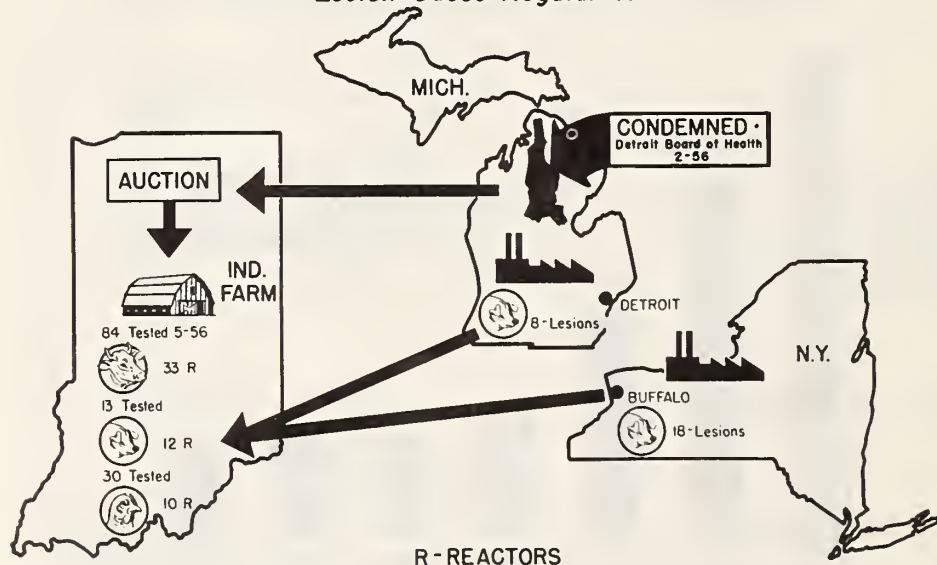 MICH.
CONDEMNED ·
Detroit Board of Health
2-56
AUCTION
IND.
FARM
84 Tested 5-56
33 R
13 Tested
12 R
30 Tested
10 R
8-Lesions
DETROIT
N.Y.
BUFFALO
18-Lesions
R-REACTORS